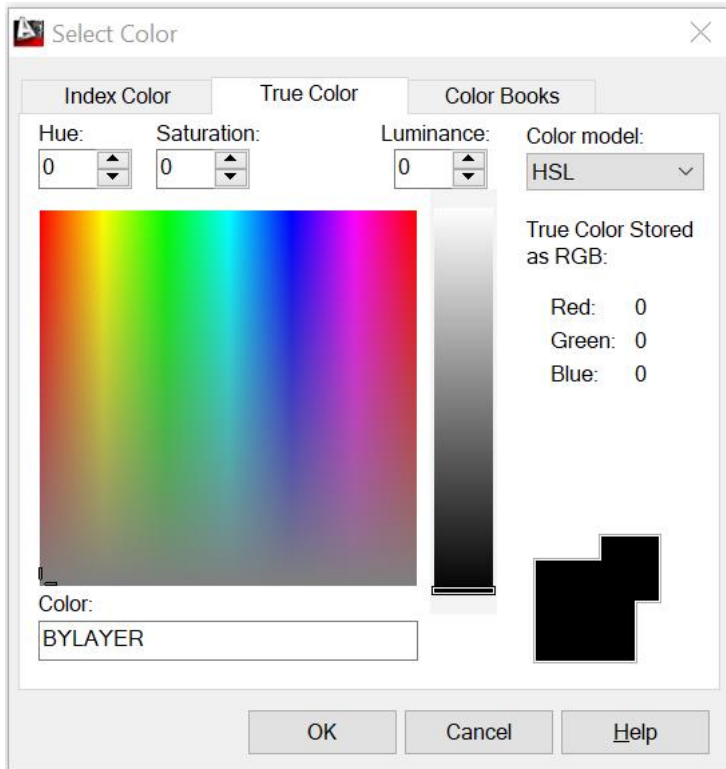 Select Color
Index Color
True Color
Color Books
Hue:
Saturation:
Luminance:
Color model:
0
0
0
HSL
True Color Stored
as RGB:
Red: 0
Green: 0
Blue: 0
Color:
BYLAYER
OK
Cancel
Help